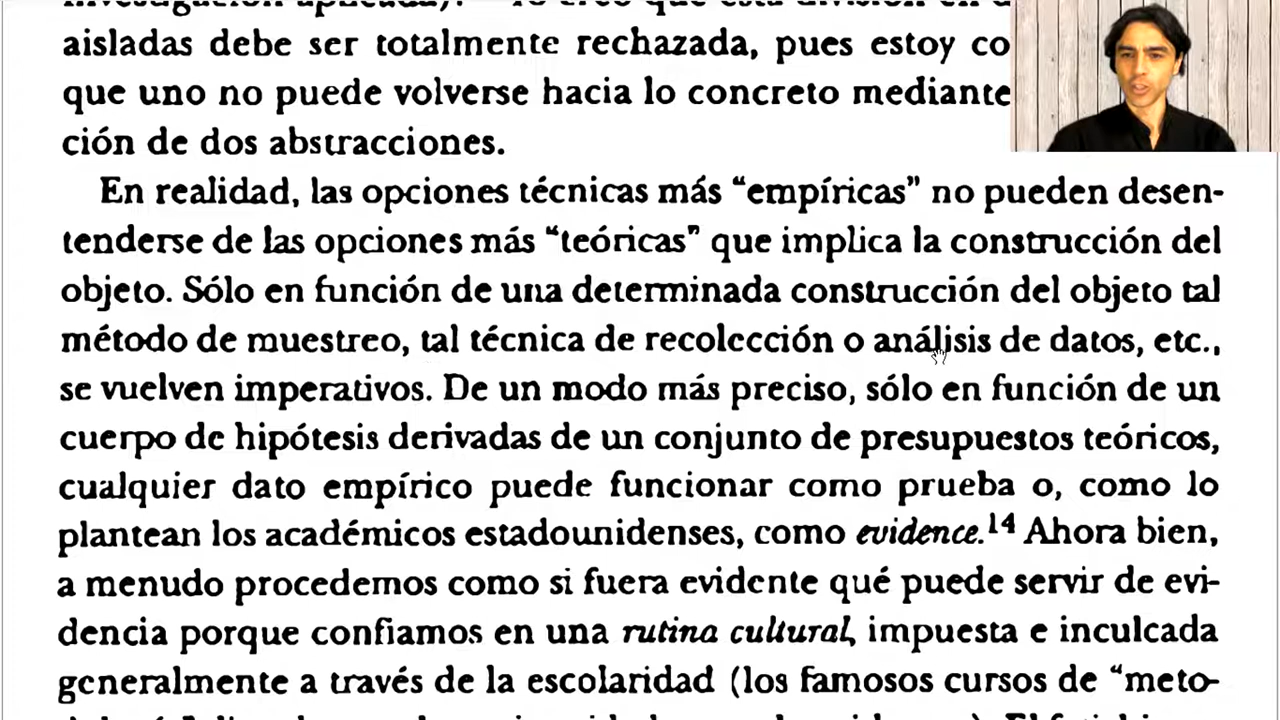 aisladas debe ser totalmente rechazada, pues estoy co
que uno no puede volverse hacia lo concreto mediante
ción de dos abstracciones.
En realidad, las opciones técnicas más “empíricas” no pueden desen-
tenderse de las opciones más “teóricas” que implica la construcción del
objeto. Sólo en función de una determinada construcción del objeto tal
método de muestreo, tal técnica de recolección o análisis de datos, etc.,
se vuelven imperativos. De un modo más preciso, sólo en función de un
cuerpo de hipótesis derivadas de un conjunto de presupuestos teóricos,
cualquier dato empírico puede funcionar como prueba o, como lo
plantean los académicos estadounidenses, como evidence.14 Ahora bien,
a menudo procedemos como si fuera evidente qué puede servir de evi-
dencia porque confiamos en una rutina cultural, impuesta e inculcada
generalmente a través de la escolaridad (los famosos cursos de “meto-